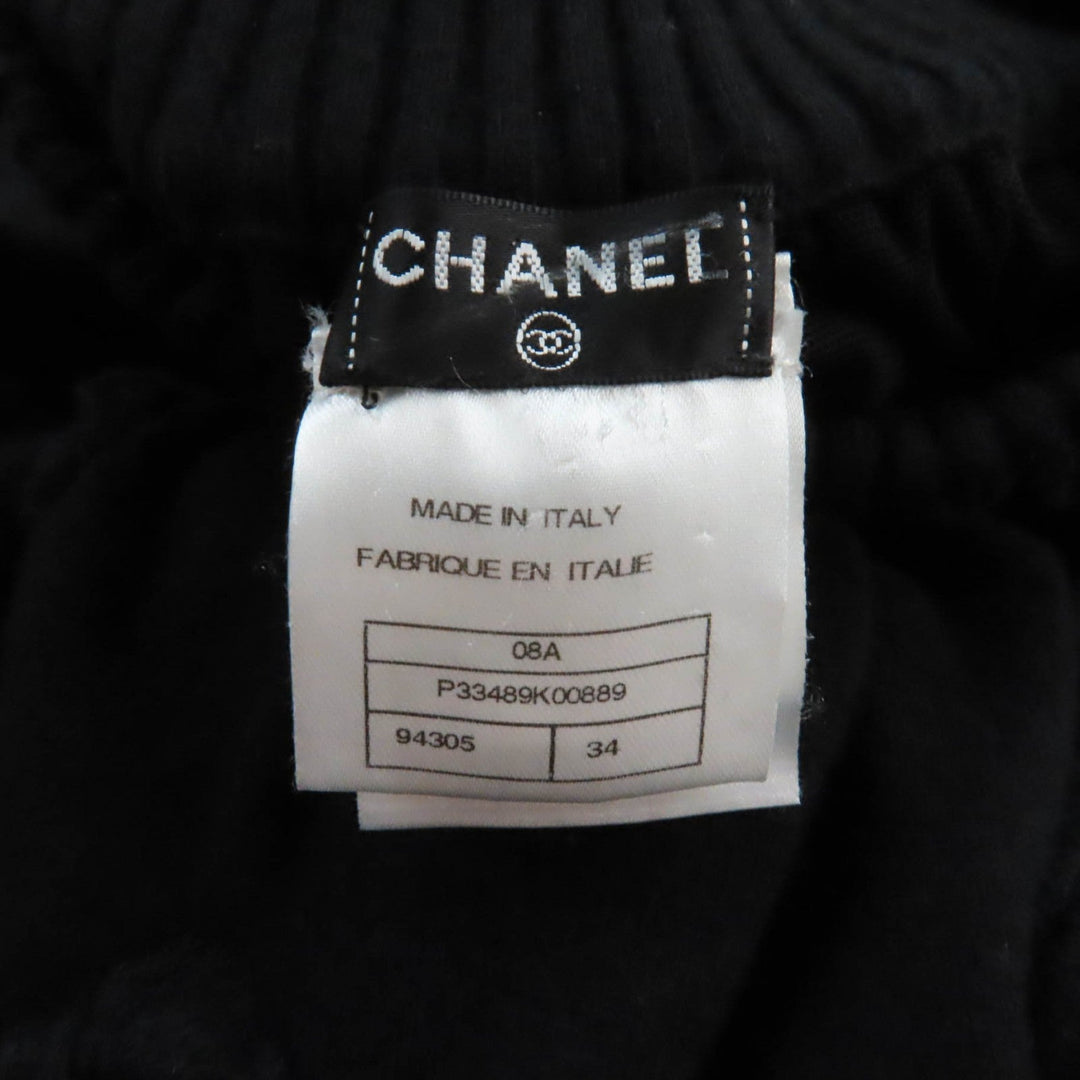 CHANEL
MADE IN ITALY
FABRIQUE EN ITALIE
08A
P33489K00889
94305 34